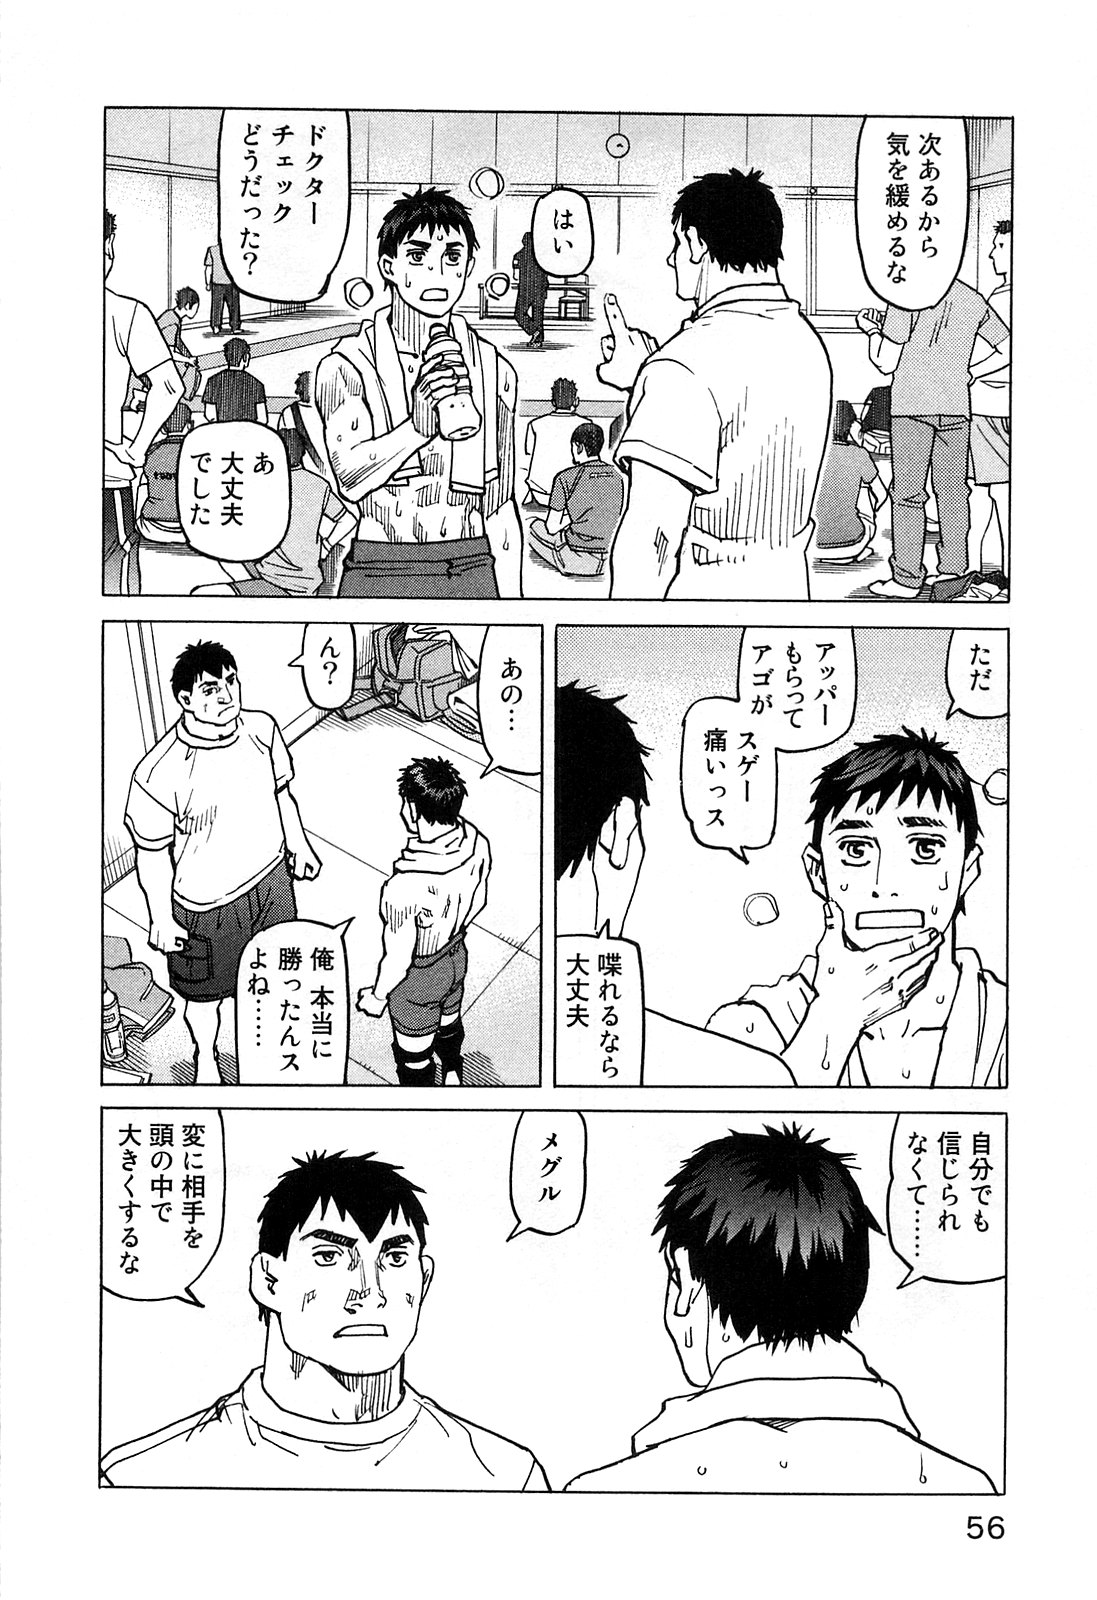 次あるから
気を緩めるな
はい
ドクター
チェック
どうだった？
あ
大丈夫
でした
ただ
アッパー
もらって
アゴが
スゲー
痛いっス
喋れるなら
大丈夫
あの…
ん？
俺 本当に
勝ったんス
よね……
自分でも
信じられ
なくて……
メグル
変に相手を
頭の中で
大きくするな
56